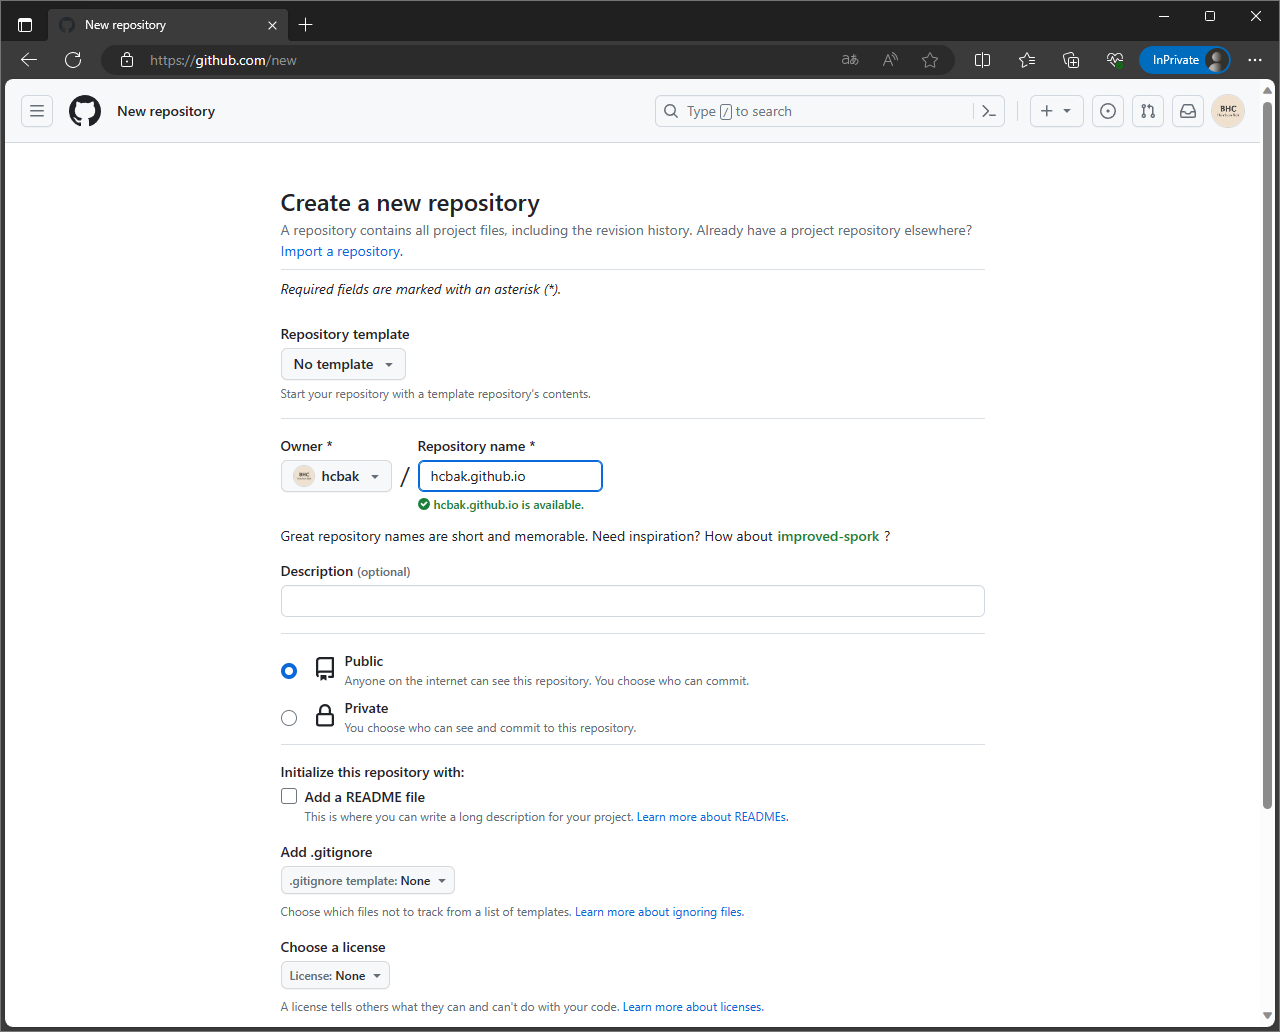 New repository
https://github.com/new
InPrivate
New repository
Type / to search
BHC
Create a new repository
A repository contains all project files, including the revision history. Already have a project repository elsewhere?
Import a repository.
Required fields are marked with an asterisk (*).
Repository template
No template
Start your repository with a template repository's contents.
Owner * Repository name *
BHC hcbak / hcbak.github.io
hcbak.github.io is available.
Great repository names are short and memorable. Need inspiration? How about improved-spork ?
Description (optional)
Public
Anyone on the internet can see this repository. You choose who can commit.
Private
You choose who can see and commit to this repository.
Initialize this repository with:
Add a README file
This is where you can write a long description for your project. Learn more about READMEs.
Add .gitignore
.gitignore template: None
Choose which files not to track from a list of templates. Learn more about ignoring files.
Choose a license
License: None
A license tells others what they can and can't do with your code. Learn more about licenses.